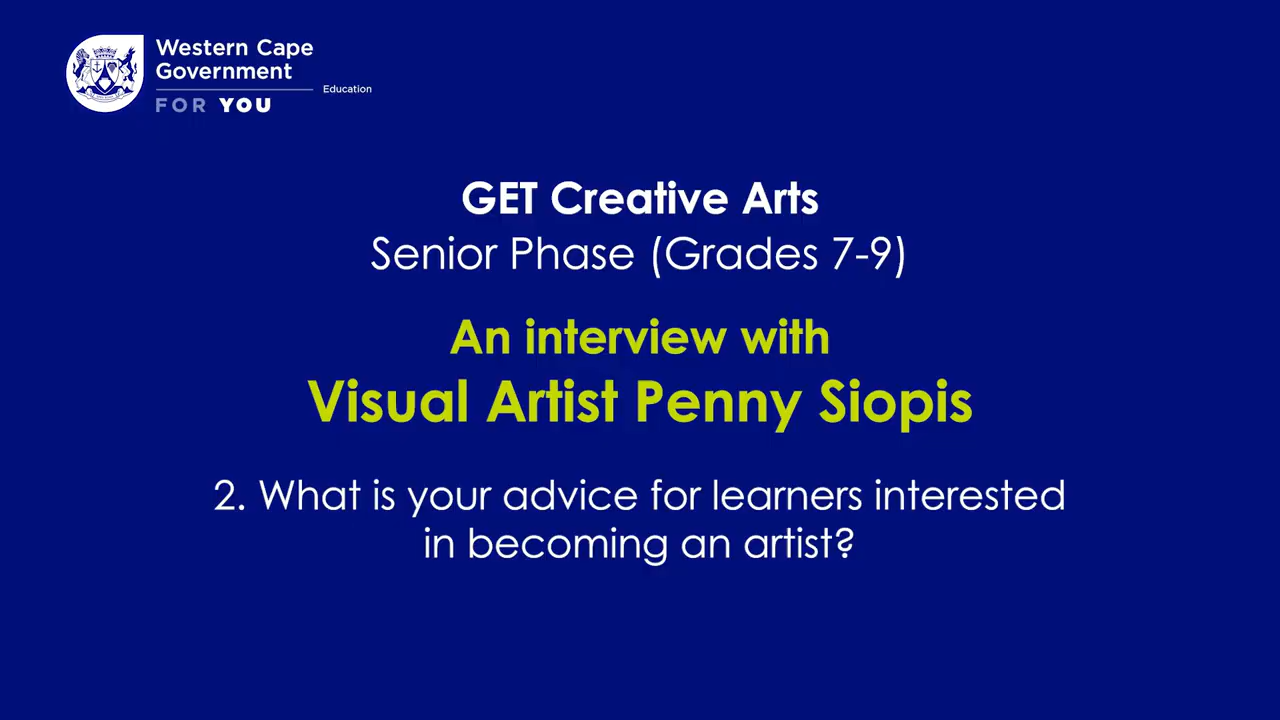 Western Cape
Government
Education
FOR YOU
GET Creative Arts
Senior Phase (Grades 7-9)
An interview with
Visual Artist Penny Siopis
2. What is your advice for learners interested
in becoming an artist?